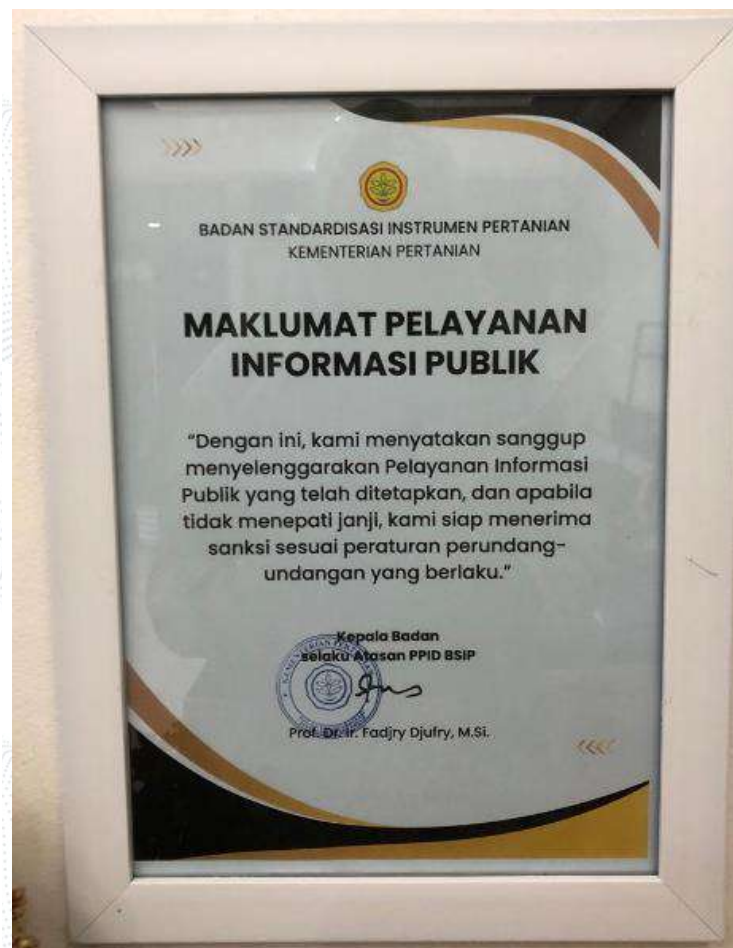 BADAN STANDARDISASI INSTRUMEN PERTANIAN
KEMENTERIAN PERTANIAN
MAKLUMAT PELAYANAN
INFORMASI PUBLIK
“Dengan ini, kami menyatakan sanggup
menyelenggarakan Pelayanan Informasi
Publik yang telah ditetapkan, dan apabila
tidak menepati janji, kami siap menerima
sanksi sesuai peraturan perundang-
undangan yang berlaku.”
Kepala Badan
selaku Atasan PPID BSIP
Prof. Dr. Ir. Fadjry Djufry, M.Si.